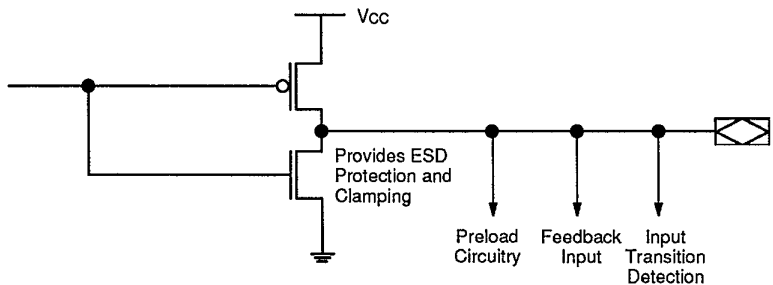 Vcc
Provides ESD
Protection and
Clamping
Preload
Circuitry
Feedback
Input
Input
Transition
Detection